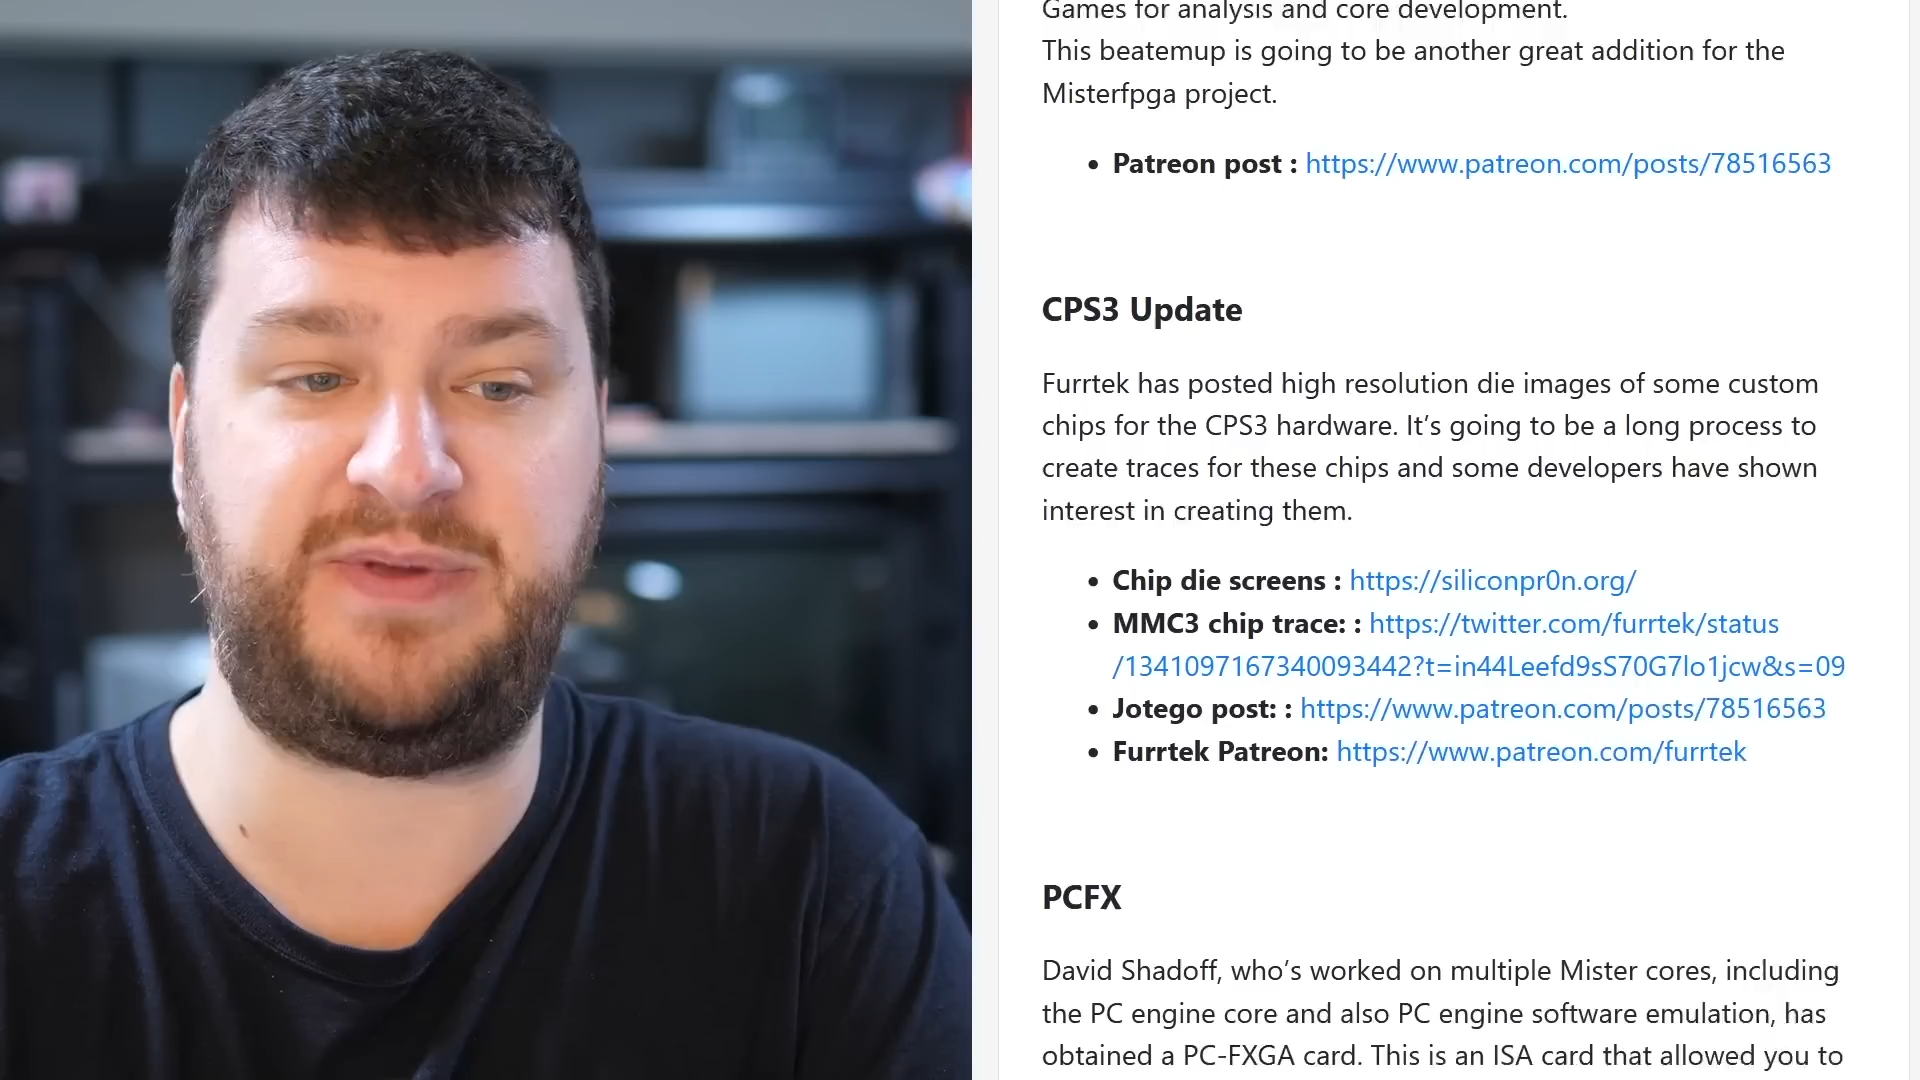 Games for analysis and core development.
This beatemup is going to be another great addition for the
Misterfpga project.
• Patreon post : https://www.patreon.com/posts/78516563
CPS3 Update
Furrtek has posted high resolution die images of some custom
chips for the CPS3 hardware. It’s going to be a long process to
create traces for these chips and some developers have shown
interest in creating them.
• Chip die screens : https://siliconpr0n.org/
• MMC3 chip trace: : https://twitter.com/furrtek/status
/1341097167340093442?t=in44Leefd9sS70G7lo1jcw&s=09
• Jotego post: : https://www.patreon.com/posts/78516563
• Furrtek Patreon: https://www.patreon.com/furrtek
PCFX
David Shadoff, who’s worked on multiple Mister cores, including
the PC engine core and also PC engine software emulation, has
obtained a PC-FXGA card. This is an ISA card that allowed you to